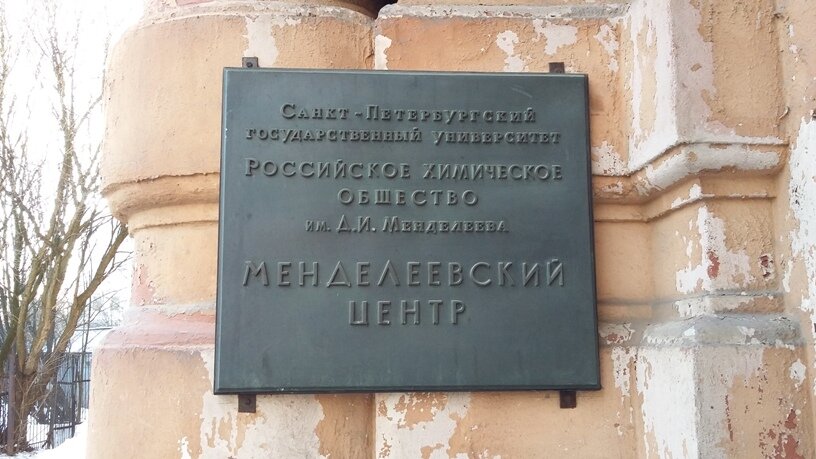 Санкт-Петербургский
государственный университет
Российское химическое
общество
им. Д.И. Менделеева
Менделеевский
центр